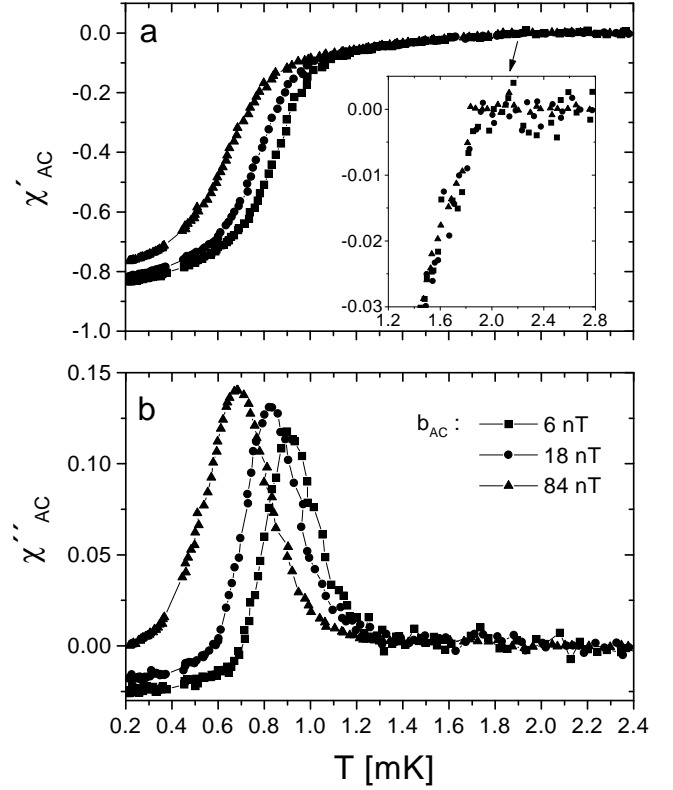 a
0.0
-0.2
-0.4
-0.6
-0.8
-1.0
χ′AC
0.00
-0.01
-0.02
-0.03
1.2 1.6 2.0 2.4 2.8
b
0.15
0.10
0.05
0.00
χ′′AC
bAC :
6 nT
18 nT
84 nT
0.2 0.4 0.6 0.8 1.0 1.2 1.4 1.6 1.8 2.0 2.2 2.4
T [mK]